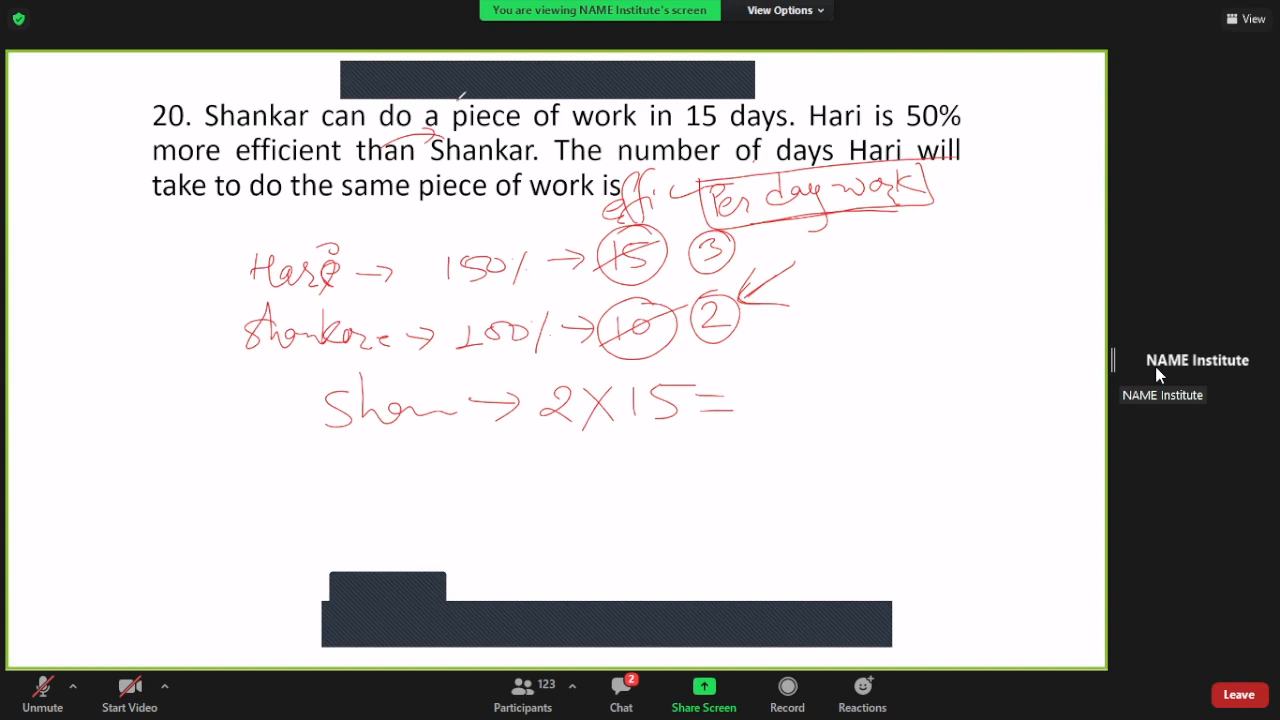 You are viewing NAME Institute's screen
View Options
View
20. Shankar can do a piece of work in 15 days. Hari is 50%
more efficient than Shankar. The number of days Hari will
take to do the same piece of work is
effi Per day work
Hari → 150% → 15 3
Shankar → 100% → 10 2
Shan → 2 X 15 =
NAME Institute
NAME Institute
Unmute
Start Video
123
Participants
2
Chat
Share Screen
Record
Reactions
Leave